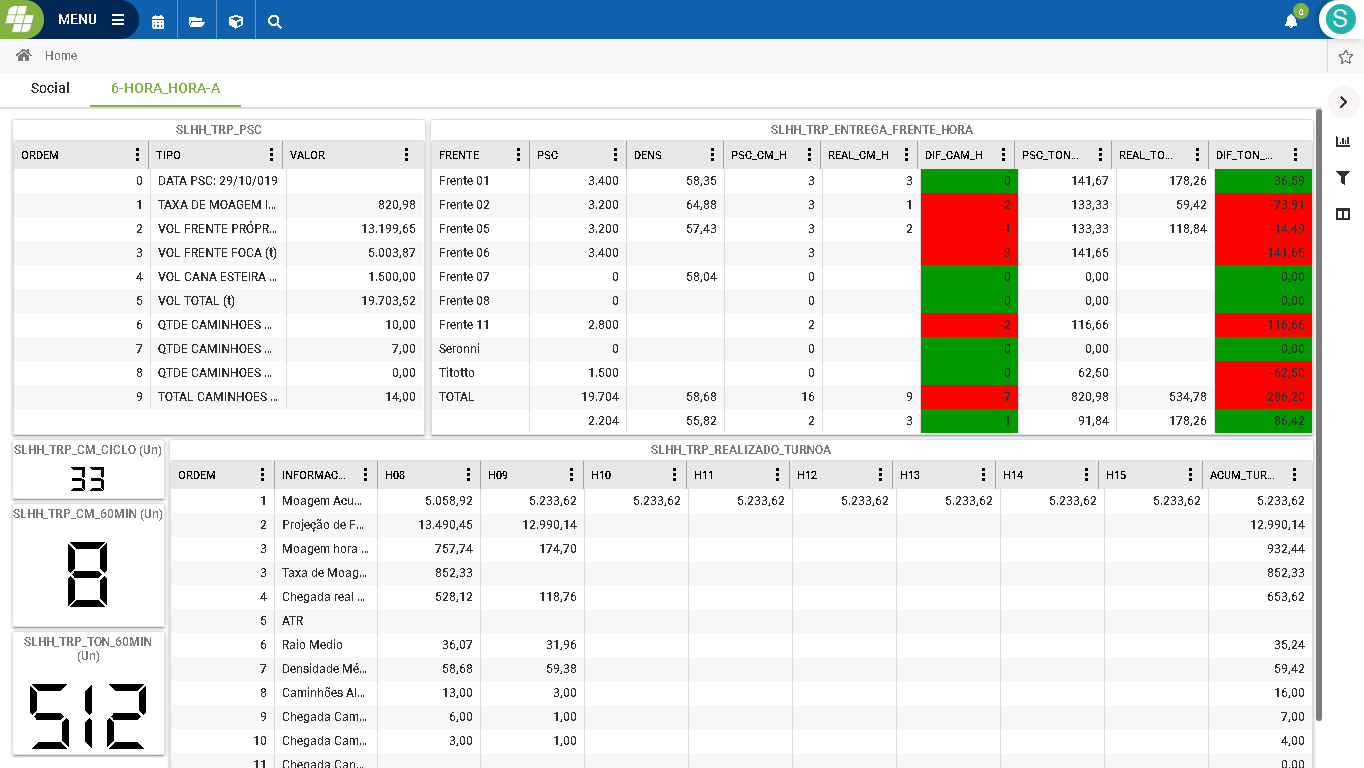 MENU
0
S
Home
Social 6-HORA_HORA-A
SLHH_TRP_PSC
ORDEM TIPO VALOR
0 DATA PSC: 29/10/019
1 TAXA DE MOAGEM I... 820,98
2 VOL FRENTE PRÓPR... 13.199,65
3 VOL FRENTE FOCA (t) 5.003,87
4 VOL CANA ESTEIRA ... 1.500,00
5 VOL TOTAL (t) 19.703,52
6 QTDE CAMINHOES ... 10,00
7 QTDE CAMINHOES ... 7,00
8 QTDE CAMINHOES ... 0,00
9 TOTAL CAMINHOES ... 14,00
SLHH_TRP_ENTREGA_FRENTE_HORA
FRENTE PSC DENS PSC_CM_H REAL_CM_H DIF_CAM_H PSC_TON... REAL_TO... DIF_TON_...
Frente 01 3.400 58,35 3 3 0 141,67 178,26 36,59
Frente 02 3.200 64,88 3 1 -2 133,33 59,42 -73,91
Frente 05 3.200 57,43 3 2 -1 133,33 118,84 -14,49
Frente 06 3.400 3 -3 141,65 -141,65
Frente 07 0 58,04 0 0,00 0,00
Frente 08 0 0 0,00 0,00
Frente 11 2.800 2 -2 116,66 -116,66
Seronni 0 0 0,00 0,00
Titotto 1.500 0 62,50 -62,50
TOTAL 19.704 58,68 16 9 -7 820,98 534,78 -286,20
2.204 55,82 2 3 1 91,84 178,26 86,42
SLHH_TRP_CM_CICLO (Un)
33
SLHH_TRP_CM_60MIN (Un)
8
SLHH_TRP_TON_60MIN
(Un)
512
SLHH_TRP_REALIZADO_TURNOA
ORDEM INFORMAC... H08 H09 H10 H11 H12 H13 H14 H15 ACUM_TUR...
1 Moagem Acu... 5.058,92 5.233,62 5.233,62 5.233,62 5.233,62 5.233,62 5.233,62 5.233,62 5.233,62
2 Projeção de F... 13.490,45 12.990,14 12.990,14
3 Moagem hora ... 757,74 174,70 932,44
3 Taxa de Moag... 852,33 852,33
4 Chegada real ... 528,12 118,76 653,62
5 ATR
6 Raio Medio 36,07 31,96 35,24
7 Densidade Mé... 58,68 59,38 59,42
8 Caminhões Al... 13,00 3,00 16,00
9 Chegada Cam... 6,00 1,00 7,00
10 Chegada Cam... 3,00 1,00 4,00
11 Chegada Can... 0,00